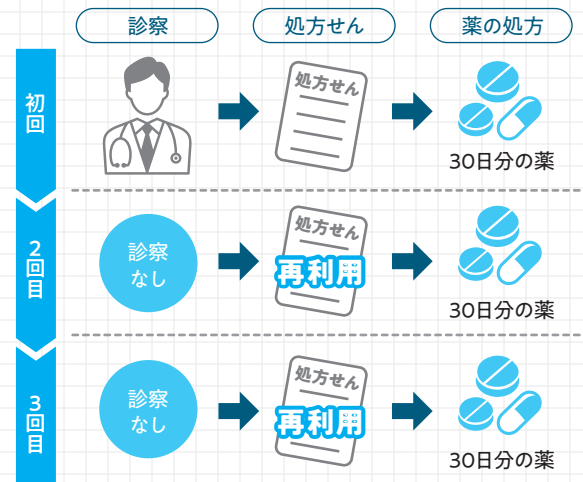 診察
処方せん
薬の処方
初回
処方せん
30日分の薬
2回目
診察
なし
処方せん
再利用
30日分の薬
3回目
診察
なし
処方せん
再利用
30日分の薬